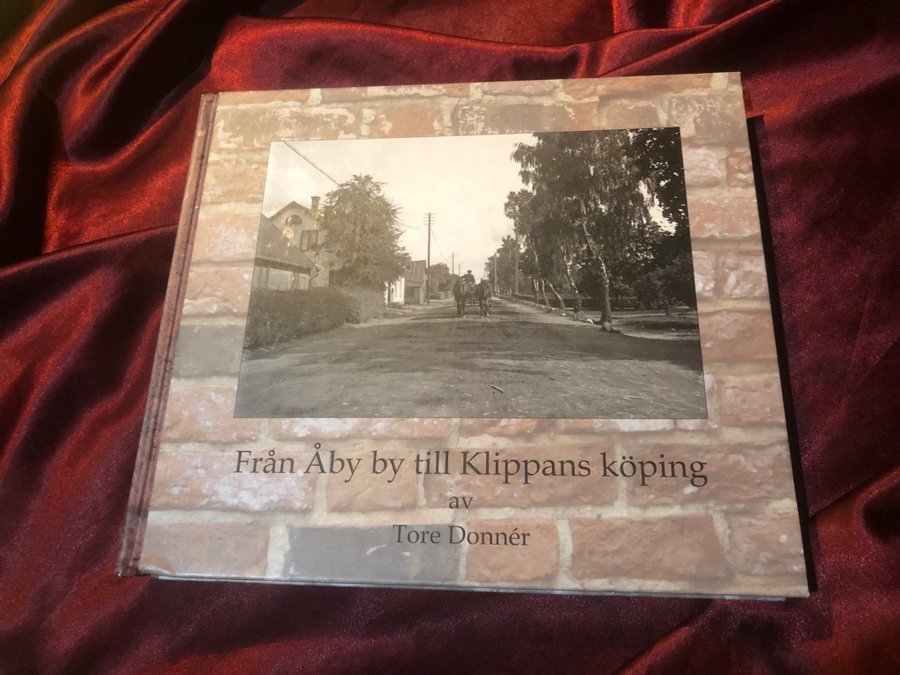 Från Åby by till Klippans köping
av
Tore Donnér